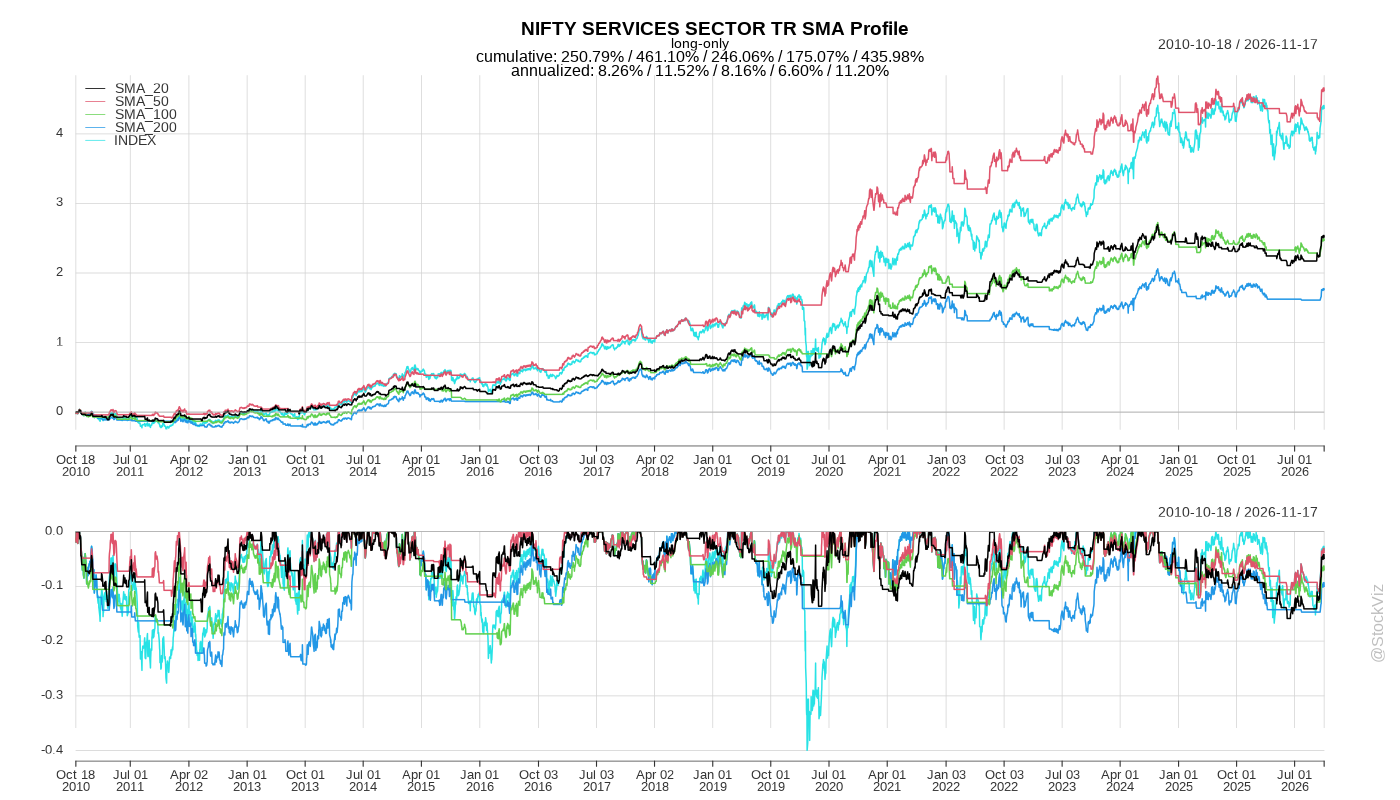 NIFTY SERVICES SECTOR TR SMA Profile
long-only
cumulative: 250.79% / 461.10% / 246.06% / 175.07% / 435.98%
annualized: 8.26% / 11.52% / 8.16% / 6.60% / 11.20%
2010-10-18 / 2026-11-17
SMA_20
SMA_50
SMA_100
SMA_200
INDEX
4
3
2
1
0
Oct 18 Jul 01 Apr 02 Jan 01 Oct 01 Jul 01 Apr 01 Jan 01 Oct 03 Jul 03 Apr 02 Jan 01 Oct 01 Jul 01 Apr 01 Jan 03 Oct 03 Jul 03 Apr 01 Jan 01 Oct 01 Jul 01
2010 2011 2012 2013 2013 2014 2015 2016 2016 2017 2018 2019 2019 2020 2021 2022 2022 2023 2024 2025 2025 2026
2010-10-18 / 2026-11-17
0.0
-0.1
-0.2
-0.3
-0.4
Oct 18 Jul 01 Apr 02 Jan 01 Oct 01 Jul 01 Apr 01 Jan 01 Oct 03 Jul 03 Apr 02 Jan 01 Oct 01 Jul 01 Apr 01 Jan 03 Oct 03 Jul 03 Apr 01 Jan 01 Oct 01 Jul 01
2010 2011 2012 2013 2013 2014 2015 2016 2016 2017 2018 2019 2019 2020 2021 2022 2022 2023 2024 2025 2025 2026
@StockViz